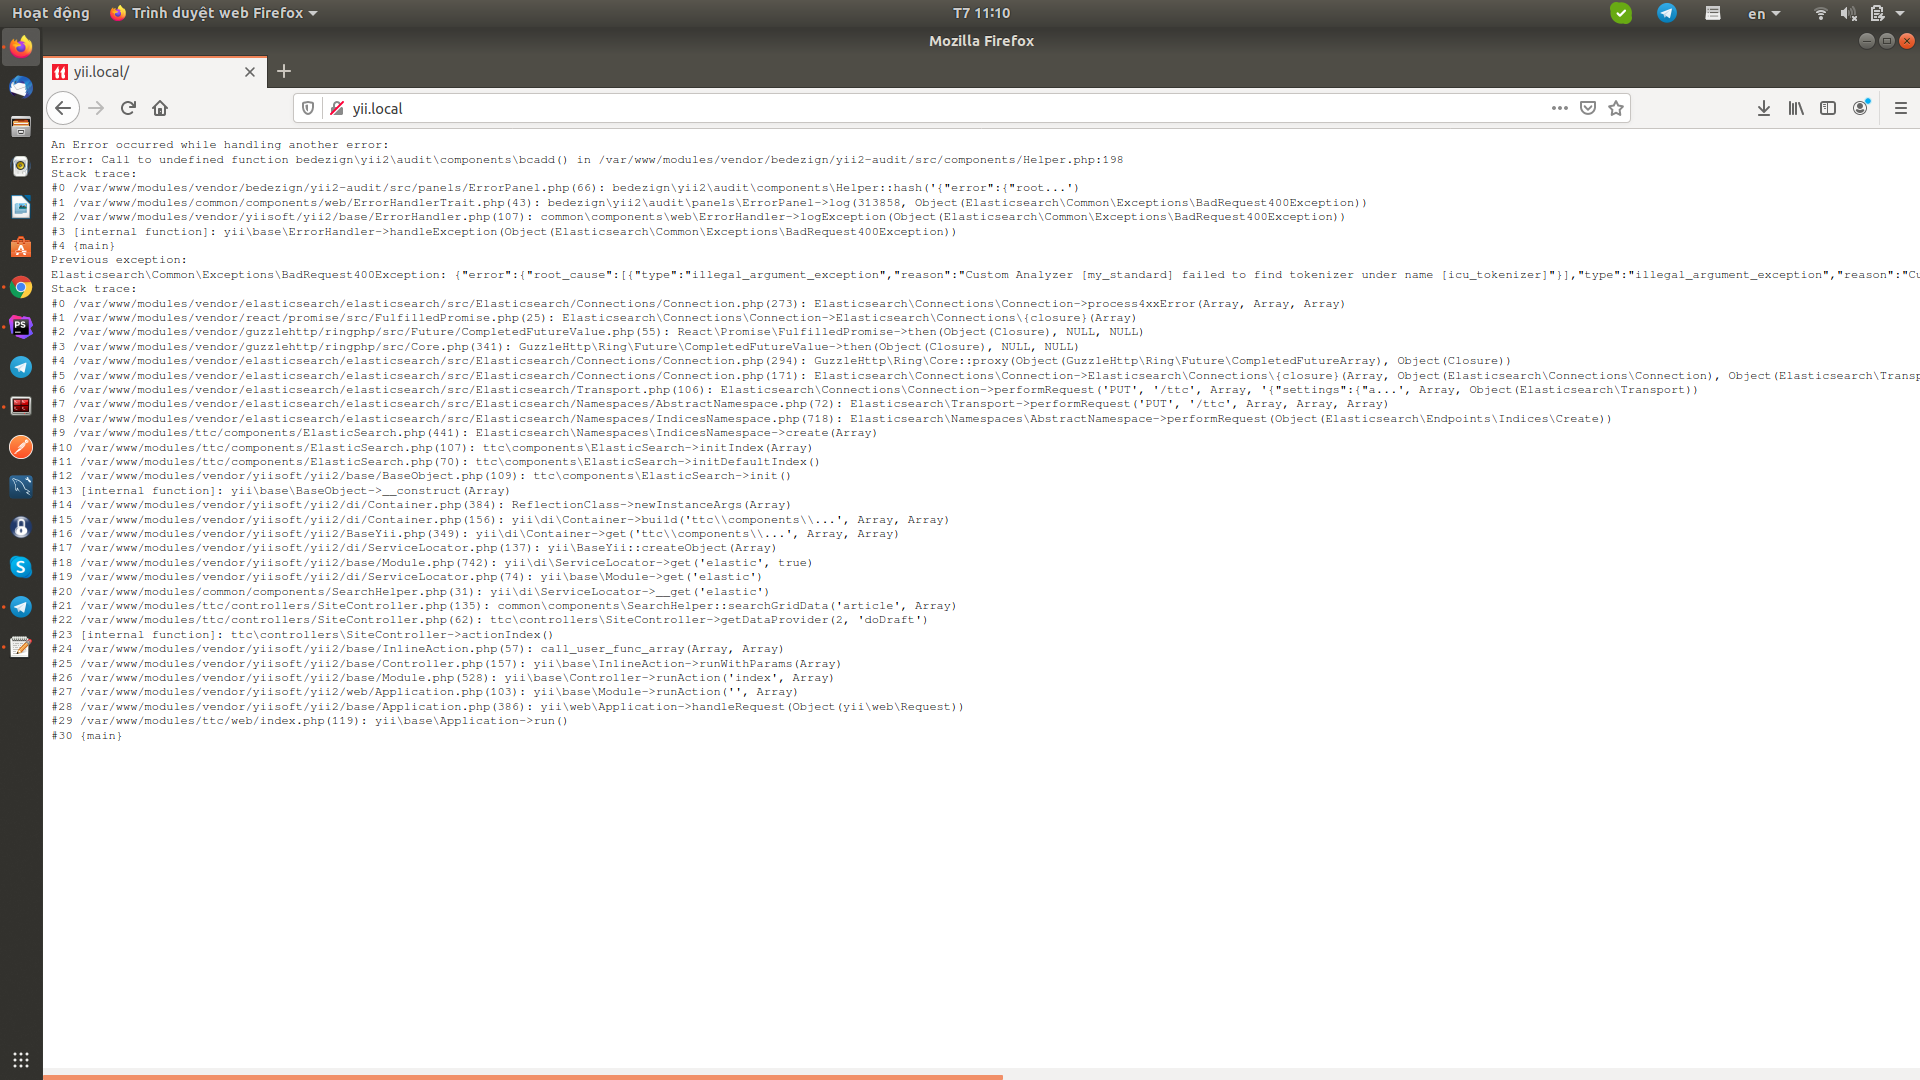 Hoạt động
Trình duyệt web Firefox
T7 11:10
en
Mozilla Firefox
yii.local/
yii.local
An Error occurred while handling another error:
Error: Call to undefined function bedezign\yii2\audit\components\bcadd() in /var/www/modules/vendor/bedezign/yii2-audit/src/components/Helper.php:198
Stack trace:
#0 /var/www/modules/vendor/bedezign/yii2-audit/src/panels/ErrorPanel.php(66): bedezign\yii2\audit\components\Helper::hash('{"error":{"root...')
#1 /var/www/modules/common/components/web/ErrorHandlerTrait.php(43): bedezign\yii2\audit\panels\ErrorPanel->log(313858, Object(Elasticsearch\Common\Exceptions\BadRequest400Exception))
#2 /var/www/modules/vendor/yiisoft/yii2/base/ErrorHandler.php(107): common\components\web\ErrorHandler->logException(Object(Elasticsearch\Common\Exceptions\BadRequest400Exception))
#3 [internal function]: yii\base\ErrorHandler->handleException(Object(Elasticsearch\Common\Exceptions\BadRequest400Exception))
#4 {main}
Previous exception:
Elasticsearch\Common\Exceptions\BadRequest400Exception: {"error":{"root_cause":[{"type":"illegal_argument_exception","reason":"Custom Analyzer [my_standard] failed to find tokenizer under name [icu_tokenizer]"}],"type":"illegal_argument_exception","reason":"Cu
Stack trace:
#0 /var/www/modules/vendor/elasticsearch/elasticsearch/src/Elasticsearch/Connections/Connection.php(273): Elasticsearch\Connections\Connection->process4xxError(Array, Array, Array)
#1 /var/www/modules/vendor/react/promise/src/FulfilledPromise.php(25): Elasticsearch\Connections\Connection->Elasticsearch\Connections\{closure}(Array)
#2 /var/www/modules/vendor/guzzlehttp/ringphp/src/Future/CompletedFutureValue.php(55): React\Promise\FulfilledPromise->then(Object(Closure), NULL, NULL)
#3 /var/www/modules/vendor/guzzlehttp/ringphp/src/Core.php(341): GuzzleHttp\Ring\Future\CompletedFutureValue->then(Object(Closure), NULL, NULL)
#4 /var/www/modules/vendor/elasticsearch/elasticsearch/src/Elasticsearch/Connections/Connection.php(294): GuzzleHttp\Ring\Core::proxy(Object(GuzzleHttp\Ring\Future\CompletedFutureArray), Object(Closure))
#5 /var/www/modules/vendor/elasticsearch/elasticsearch/src/Elasticsearch/Connections/Connection.php(171): Elasticsearch\Connections\Connection->Elasticsearch\Connections\{closure}(Array, Object(Elasticsearch\Connections\Connection), Object(Elasticsearch\Transp
#6 /var/www/modules/vendor/elasticsearch/elasticsearch/src/Elasticsearch/Transport.php(106): Elasticsearch\Connections\Connection->performRequest('PUT', '/ttc', Array, '{"settings":{"a...', Array, Object(Elasticsearch\Transport))
#7 /var/www/modules/vendor/elasticsearch/elasticsearch/src/Elasticsearch/Namespaces/AbstractNamespace.php(72): Elasticsearch\Transport->performRequest('PUT', '/ttc', Array, Array, Array)
#8 /var/www/modules/vendor/elasticsearch/elasticsearch/src/Elasticsearch/Namespaces/IndicesNamespace.php(718): Elasticsearch\Namespaces\AbstractNamespace->performRequest(Object(Elasticsearch\Endpoints\Indices\Create))
#9 /var/www/modules/ttc/components/ElasticSearch.php(441): Elasticsearch\Namespaces\IndicesNamespace->create(Array)
#10 /var/www/modules/ttc/components/ElasticSearch.php(107): ttc\components\ElasticSearch->initIndex(Array)
#11 /var/www/modules/ttc/components/ElasticSearch.php(70): ttc\components\ElasticSearch->initDefaultIndex()
#12 /var/www/modules/vendor/yiisoft/yii2/base/BaseObject.php(109): ttc\components\ElasticSearch->init()
#13 [internal function]: yii\base\BaseObject->__construct(Array)
#14 /var/www/modules/vendor/yiisoft/yii2/di/Container.php(384): ReflectionClass->newInstanceArgs(Array)
#15 /var/www/modules/vendor/yiisoft/yii2/di/Container.php(156): yii\di\Container->build('ttc\\components\\...', Array, Array)
#16 /var/www/modules/vendor/yiisoft/yii2/BaseYii.php(349): yii\di\Container->get('ttc\\components\\...', Array, Array)
#17 /var/www/modules/vendor/yiisoft/yii2/di/ServiceLocator.php(137): yii\BaseYii::createObject(Array)
#18 /var/www/modules/vendor/yiisoft/yii2/base/Module.php(742): yii\di\ServiceLocator->get('elastic', true)
#19 /var/www/modules/vendor/yiisoft/yii2/di/ServiceLocator.php(74): yii\base\Module->get('elastic')
#20 /var/www/modules/common/components/SearchHelper.php(31): yii\di\ServiceLocator->__get('elastic')
#21 /var/www/modules/ttc/controllers/SiteController.php(135): common\components\SearchHelper::searchGridData('article', Array)
#22 /var/www/modules/ttc/controllers/SiteController.php(62): ttc\controllers\SiteController->getDataProvider(2, 'doDraft')
#23 [internal function]: ttc\controllers\SiteController->actionIndex()
#24 /var/www/modules/vendor/yiisoft/yii2/base/InlineAction.php(57): call_user_func_array(Array, Array)
#25 /var/www/modules/vendor/yiisoft/yii2/base/Controller.php(157): yii\base\InlineAction->runWithParams(Array)
#26 /var/www/modules/vendor/yiisoft/yii2/base/Module.php(528): yii\base\Controller->runAction('index', Array)
#27 /var/www/modules/vendor/yiisoft/yii2/web/Application.php(103): yii\base\Module->runAction('', Array)
#28 /var/www/modules/vendor/yiisoft/yii2/base/Application.php(386): yii\web\Application->handleRequest(Object(yii\web\Request))
#29 /var/www/modules/ttc/web/index.php(119): yii\base\Application->run()
#30 {main}